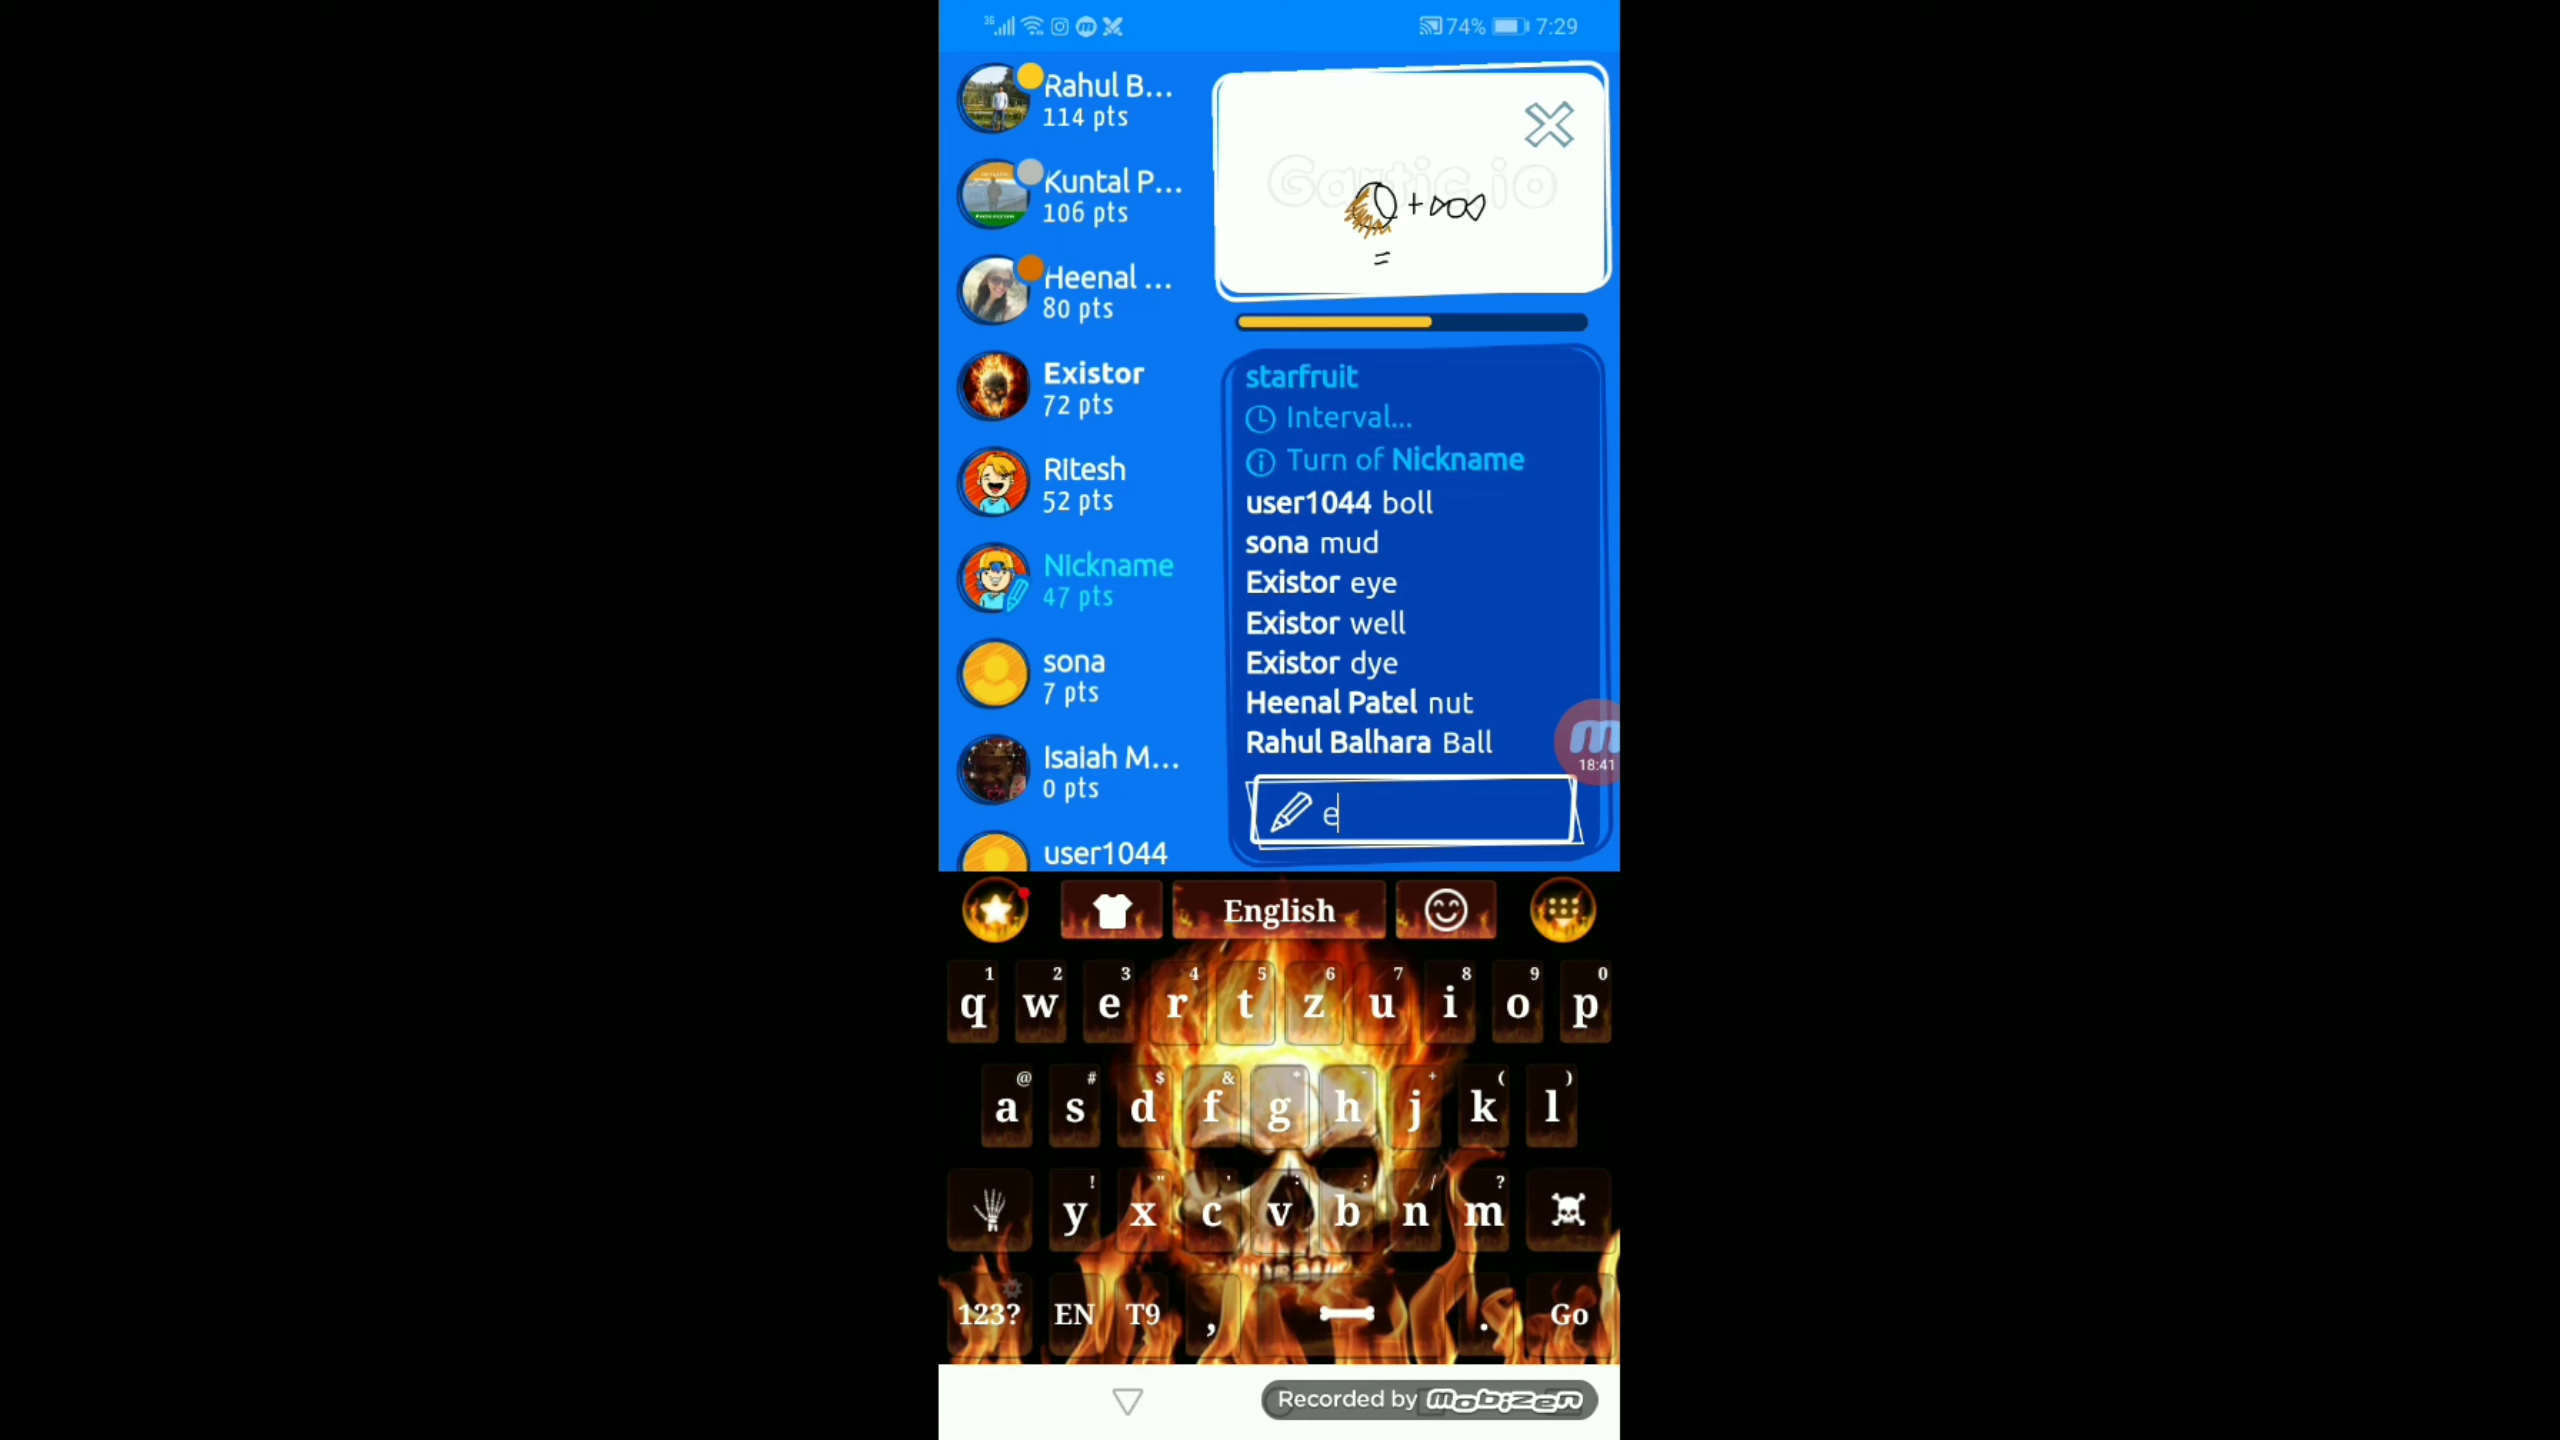 3G
74% 7:29
Rahul B...
114 pts
Kuntal P...
106 pts
Heenal ...
80 pts
Existor
72 pts
RItesh
52 pts
NIckname
47 pts
sona
7 pts
Isaiah M...
0 pts
user1044
Gartic.io
+
=
starfruit
Interval...
Turn of Nickname
user1044 boll
sona mud
Existor eye
Existor well
Existor dye
Heenal Patel nut
Rahul Balhara Ball
m
18:41
e
English
1 2 3 4 5 6 7 8 9 0
q w e r t z u i o p
@ # $ & * - + ( )
a s d f g h j k l
! " ' : ; / ?
y x c v b n m
123? EN T9 , . Go
Recorded by mobizen